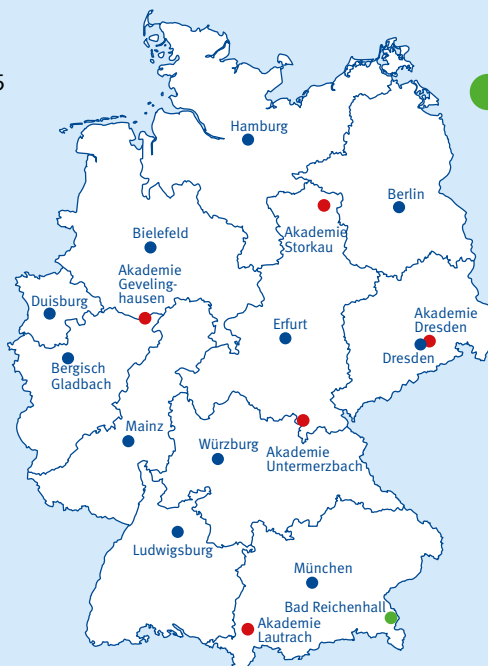 5
Hamburg
Berlin
Akademie
Storkau
Bielefeld
Akademie
Geveling-
hausen
Duisburg
Erfurt
Akademie
Dresden
Dresden
Bergisch
Gladbach
Mainz
Würzburg
Akademie
Untermerzbach
Ludwigsburg
München
Bad Reichenhall
Akademie
Lautrach